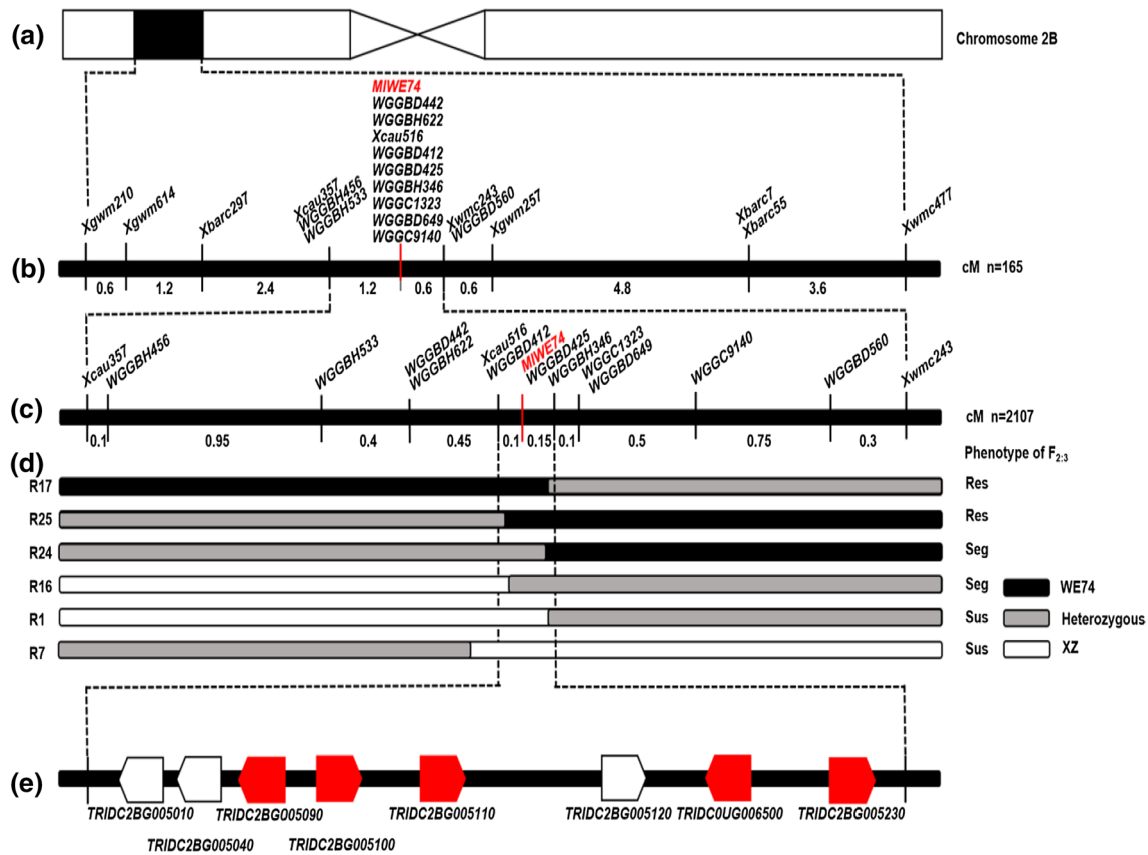 (a)
Chromosome 2B
MIWE74
WGGBD442
WGGBH622
Xcau516
WGGBD412
WGGBD425
WGGBH346
WGGC1323
WGGBD649
WGGC9140
Xgwm210
Xgwm614
Xbarc297
Xcau357
WGGBH456
WGGBH533
Xwmc243
WGGBD560
Xgwm257
Xbarc7
Xbarc55
Xwmc477
(b)
cM n=165
0.6 1.2 2.4 1.2 0.6 0.6 4.8 3.6
Xcau357
WGGBH456
WGGBH533
WGGBD442
WGGBH622
Xcau516
WGGBD412
MIWE74
WGGBD425
WGGBH346
WGGC1323
WGGBD649
WGGC9140
WGGBD560
Xwmc243
(c)
cM n=2107
0.1 0.95 0.4 0.45 0.1 0.15 0.1 0.5 0.75 0.3
(d)
Phenotype of F2:3
R17 Res
R25 Res
R24 Seg
R16 Seg
R1 Sus
R7 Sus
WE74
Heterozygous
XZ
(e)
TRIDC2BG005010 TRIDC2BG005090 TRIDC2BG005110 TRIDC2BG005120 TRIDC0UG006500 TRIDC2BG005230
TRIDC2BG005040 TRIDC2BG005100